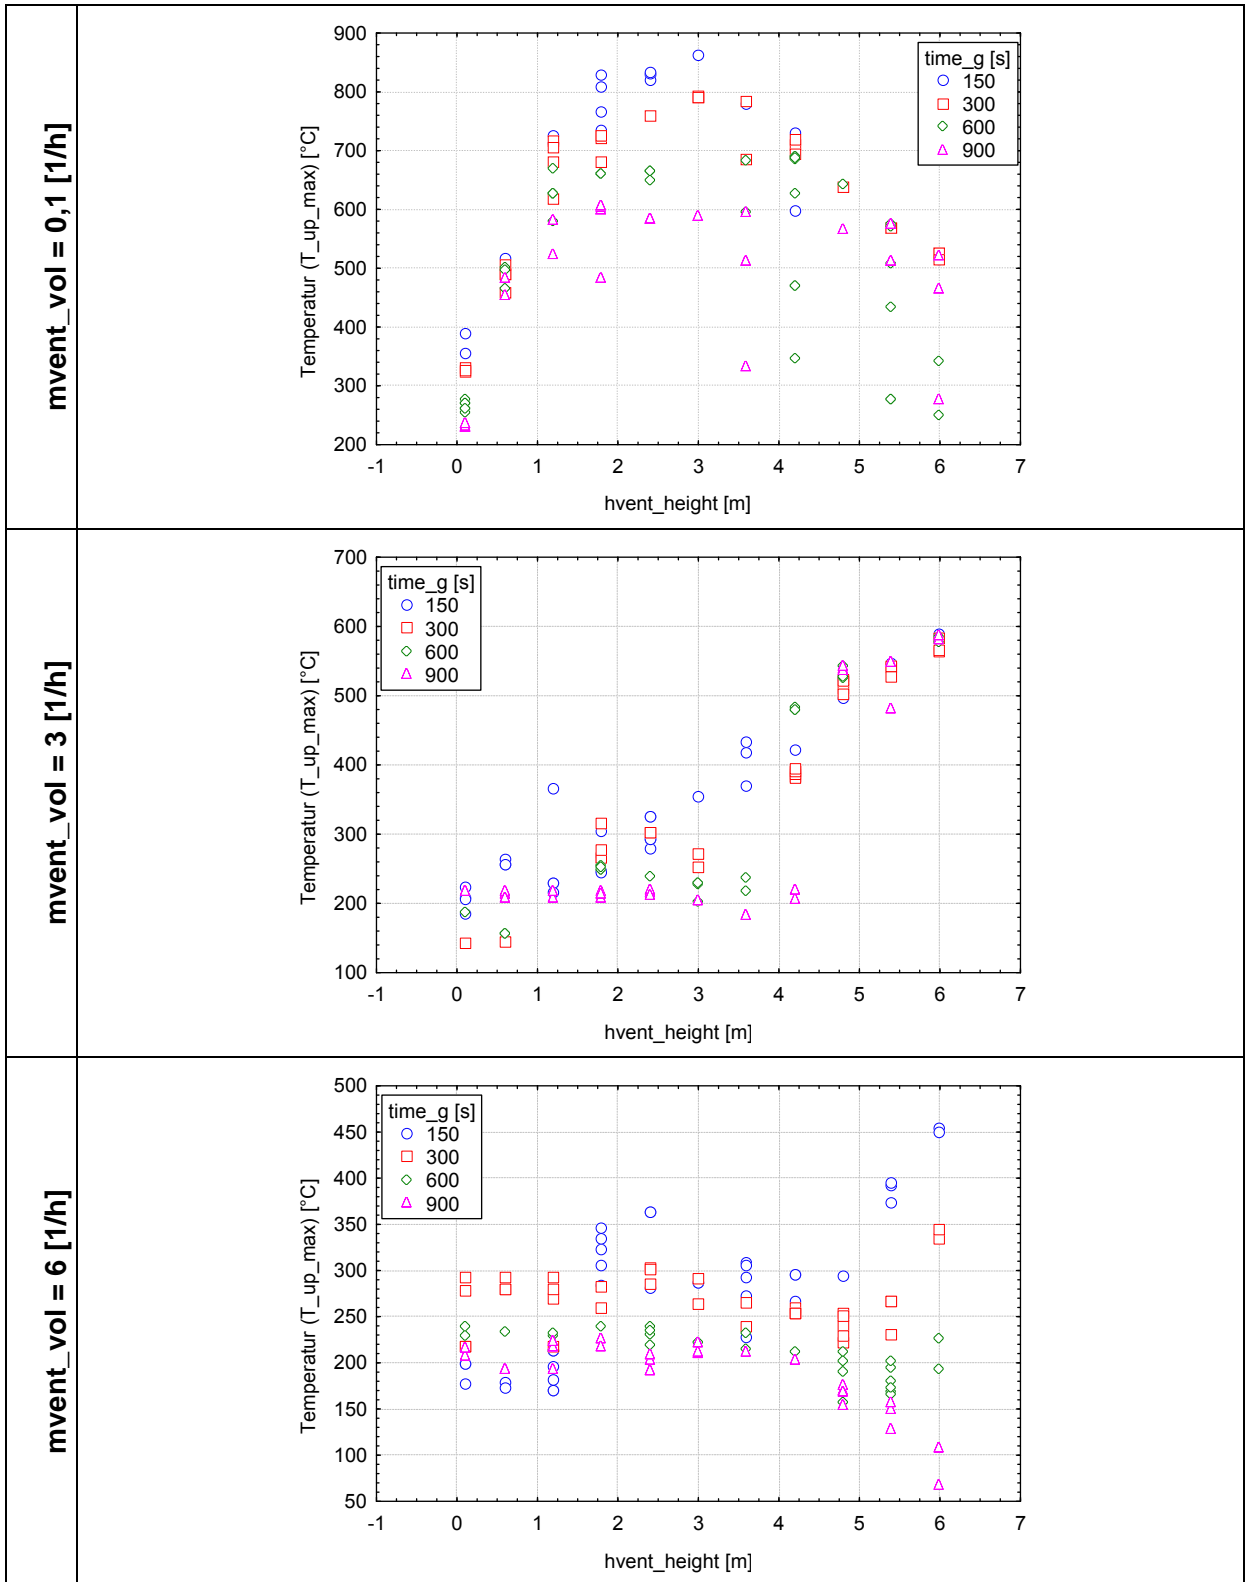 mvent_vol = 0,1 [1/h]
Temperatur (T_up_max) [°C]
900
800
700
600
500
400
300
200
-1 0 1 2 3 4 5 6 7
hvent_height [m]
time_g [s]
150
300
600
900
mvent_vol = 3 [1/h]
Temperatur (T_up_max) [°C]
700
600
500
400
300
200
100
-1 0 1 2 3 4 5 6 7
hvent_height [m]
time_g [s]
150
300
600
900
mvent_vol = 6 [1/h]
Temperatur (T_up_max) [°C]
500
450
400
350
300
250
200
150
100
50
-1 0 1 2 3 4 5 6 7
hvent_height [m]
time_g [s]
150
300
600
900